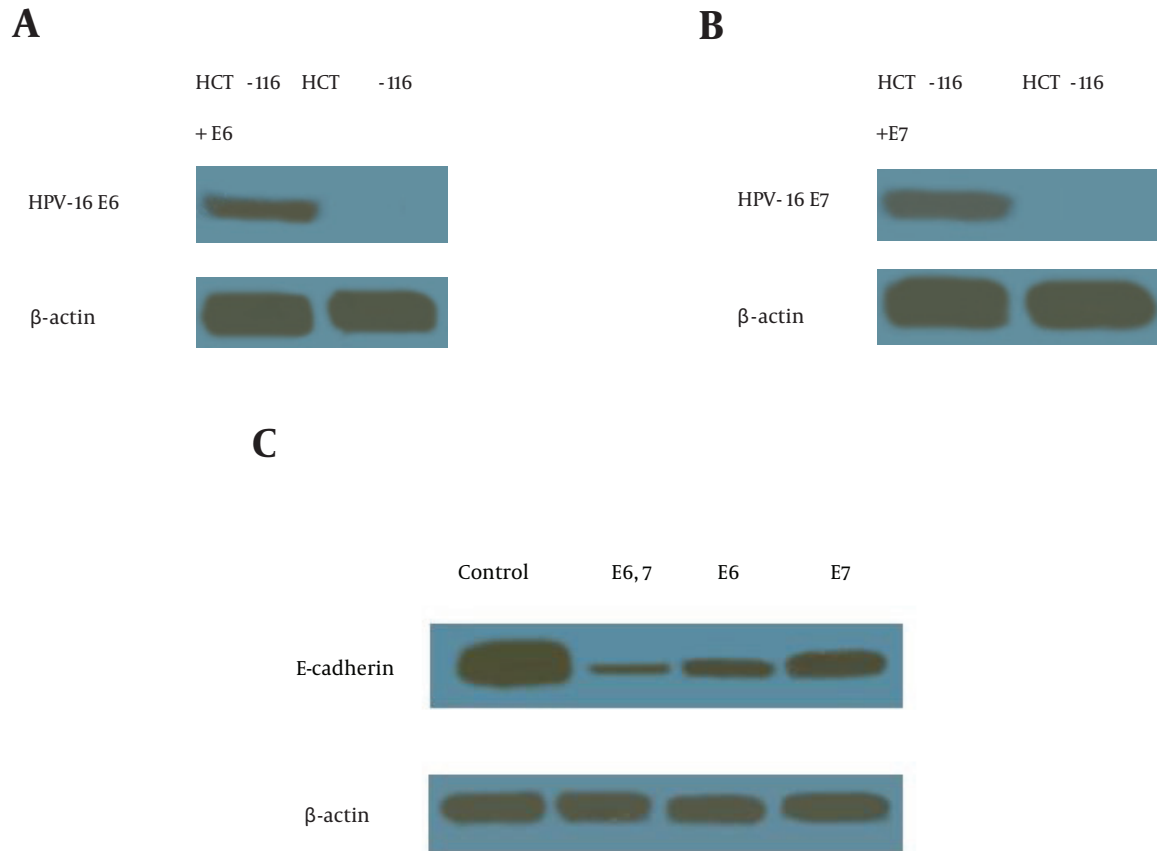 A
HCT -116 HCT -116
+ E6
HPV-16 E6
β-actin
B
HCT -116 HCT -116
+E7
HPV- 16 E7
β-actin
C
Control E6, 7 E6 E7
E-cadherin
β-actin